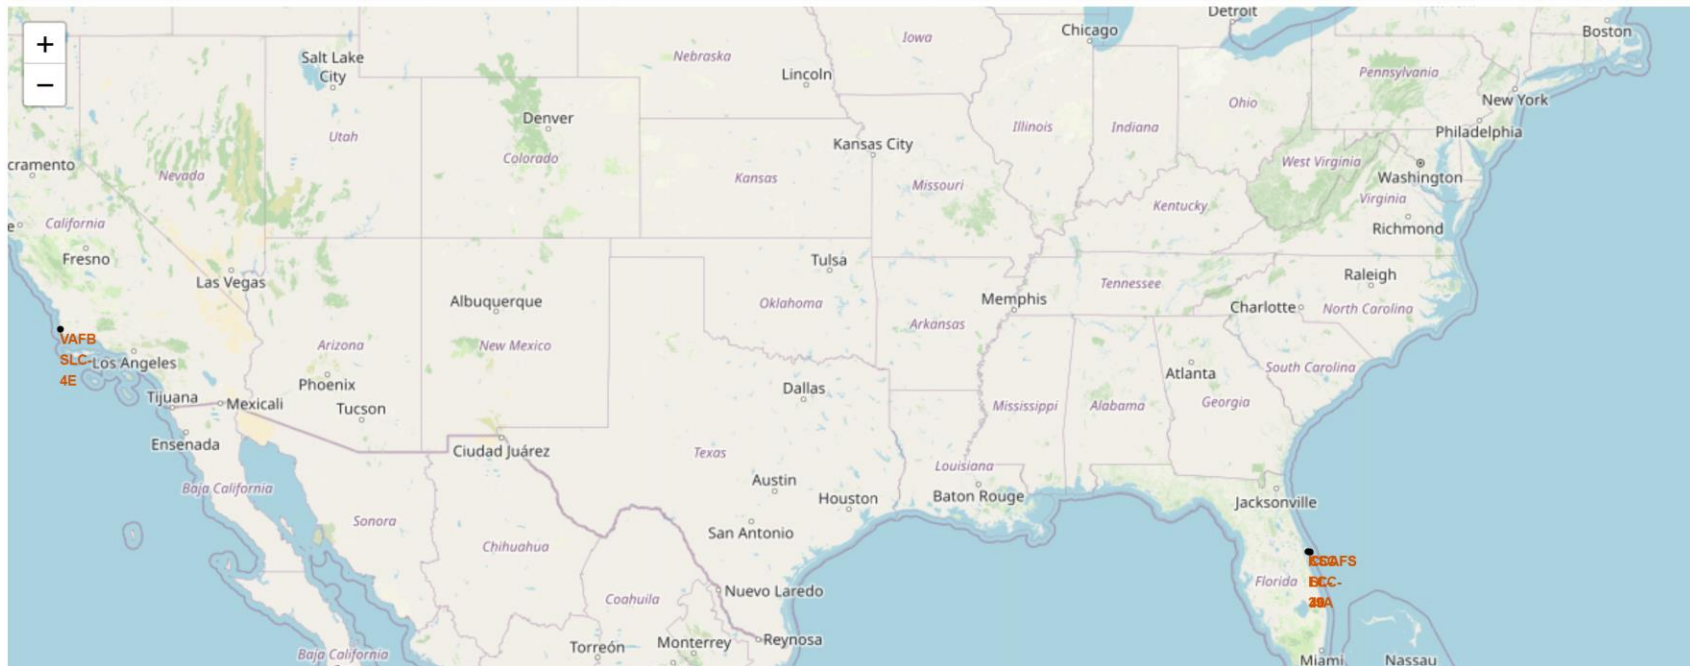 +
−
Detroit
Chicago
Boston
Iowa
Salt Lake
City
Nebraska
Lincoln
Pennsylvania
New York
Ohio
Denver
Illinois
Indiana
Philadelphia
Utah
Kansas City
Colorado
cramento
West Virginia
Washington
Nevada
Kansas
Missouri
Virginia
Kentucky
California
e
Richmond
Fresno
Tulsa
Raleigh
Las Vegas
Tennessee
Albuquerque
Oklahoma
Memphis
Charlotte
North Carolina
Arkansas
VAFB
SLC-
4E
Los Angeles
Arizona
New Mexico
South Carolina
Atlanta
Phoenix
Dallas
Tijuana
Mexicali
Tucson
Mississippi
Alabama
Georgia
Ensenada
Ciudad Juárez
Texas
Louisiana
Baja California
Austin
Houston
Baton Rouge
Jacksonville
Sonora
San Antonio
Chihuahua
Florida
Nuevo Laredo
Coahuila
Torreón
Monterrey
Reynosa
Baja California
Miami
Nassau